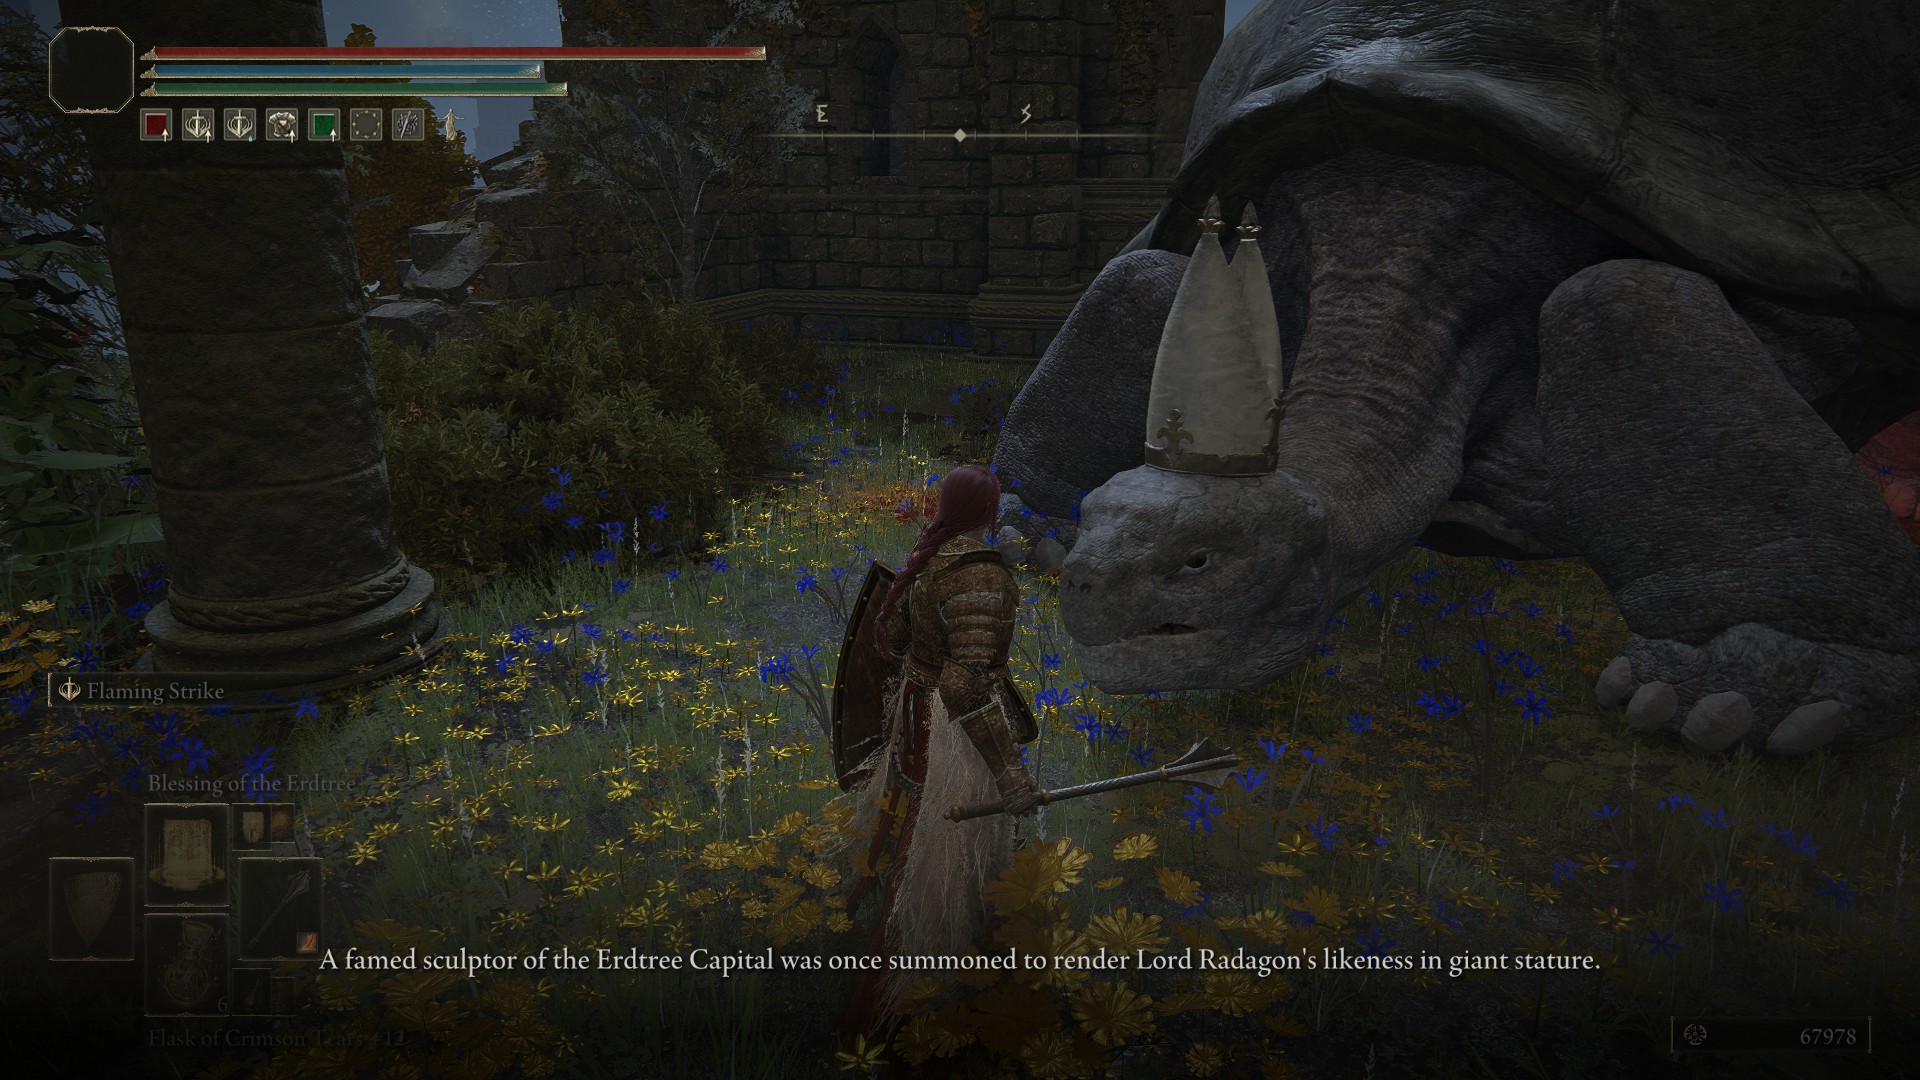 E
S
Flaming Strike
Blessing of the Erdtree
6
A famed sculptor of the Erdtree Capital was once summoned to render Lord Radagon's likeness in giant stature.
Flask of Crimson Tears +12
67978